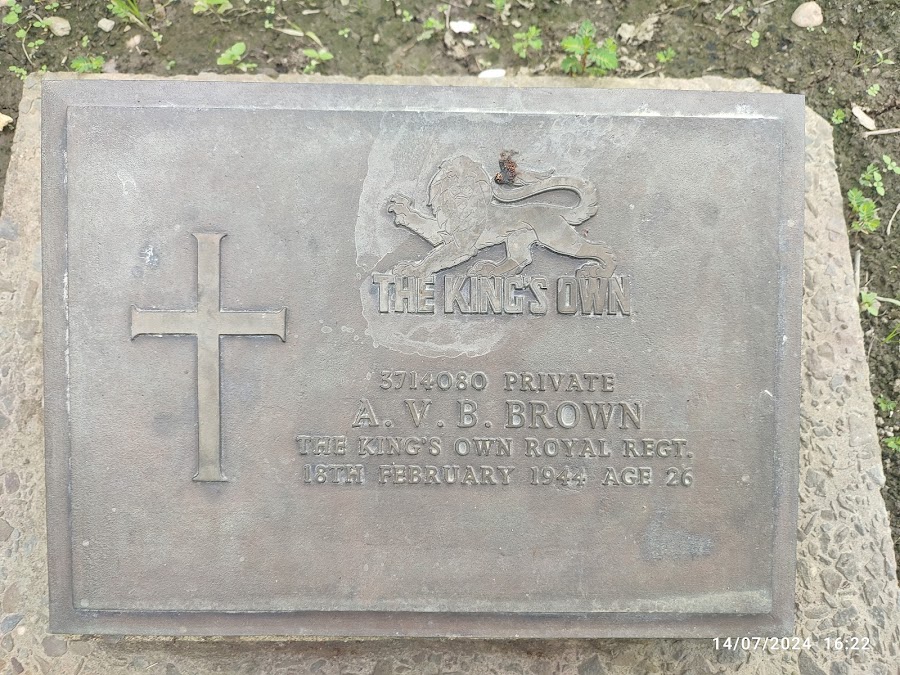 THE KING'S OWN
3714080 PRIVATE
A. V. B. BROWN
THE KING'S OWN ROYAL REGT.
18TH FEBRUARY 1944 AGE 26
14/07/2024 16:22